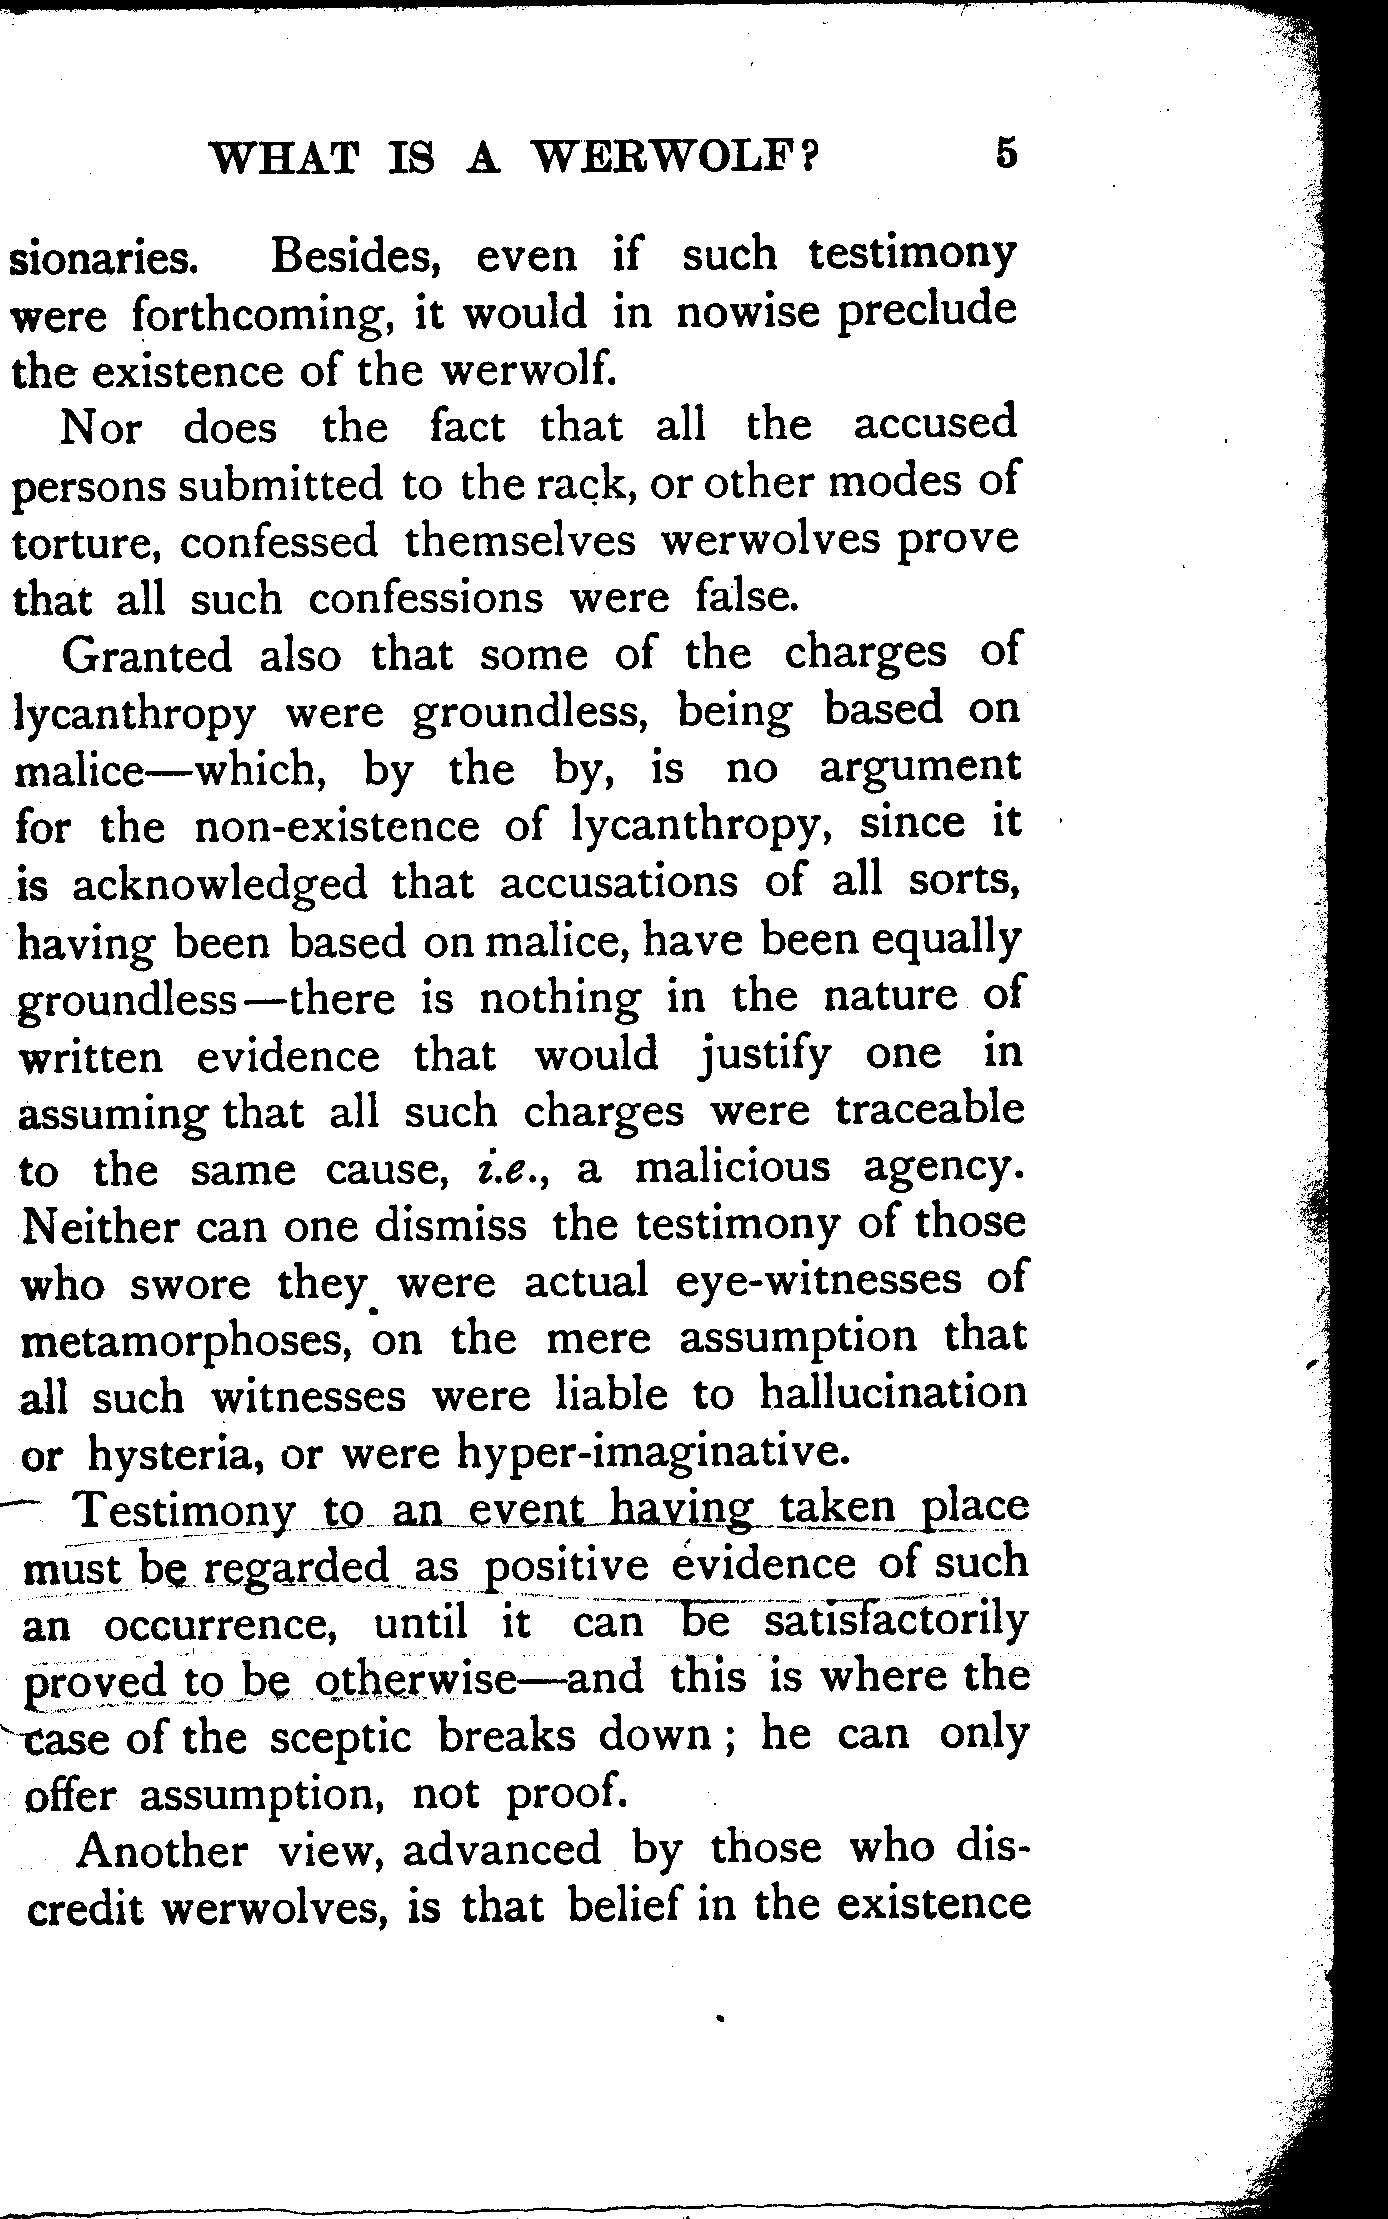 WHAT IS A WERWOLF? 5
sionaries. Besides, even if such testimony
were forthcoming, it would in nowise preclude
the existence of the werwolf.
Nor does the fact that all the accused
persons submitted to the rack, or other modes of
torture, confessed themselves werwolves prove
that all such confessions were false.
Granted also that some of the charges of
lycanthropy were groundless, being based on
malice—which, by the by, is no argument
for the non-existence of lycanthropy, since it
is acknowledged that accusations of all sorts,
having been based on malice, have been equally
groundless—there is nothing in the nature of
written evidence that would justify one in
assuming that all such charges were traceable
to the same cause, i.e., a malicious agency.
Neither can one dismiss the testimony of those
who swore they were actual eye-witnesses of
metamorphoses, on the mere assumption that
all such witnesses were liable to hallucination
or hysteria, or were hyper-imaginative.
Testimony to an event having taken place
must be regarded as positive evidence of such
an occurrence, until it can be satisfactorily
proved to be otherwise—and this is where the
case of the sceptic breaks down ; he can only
offer assumption, not proof.
Another view, advanced by those who dis-
credit werwolves, is that belief in the existence